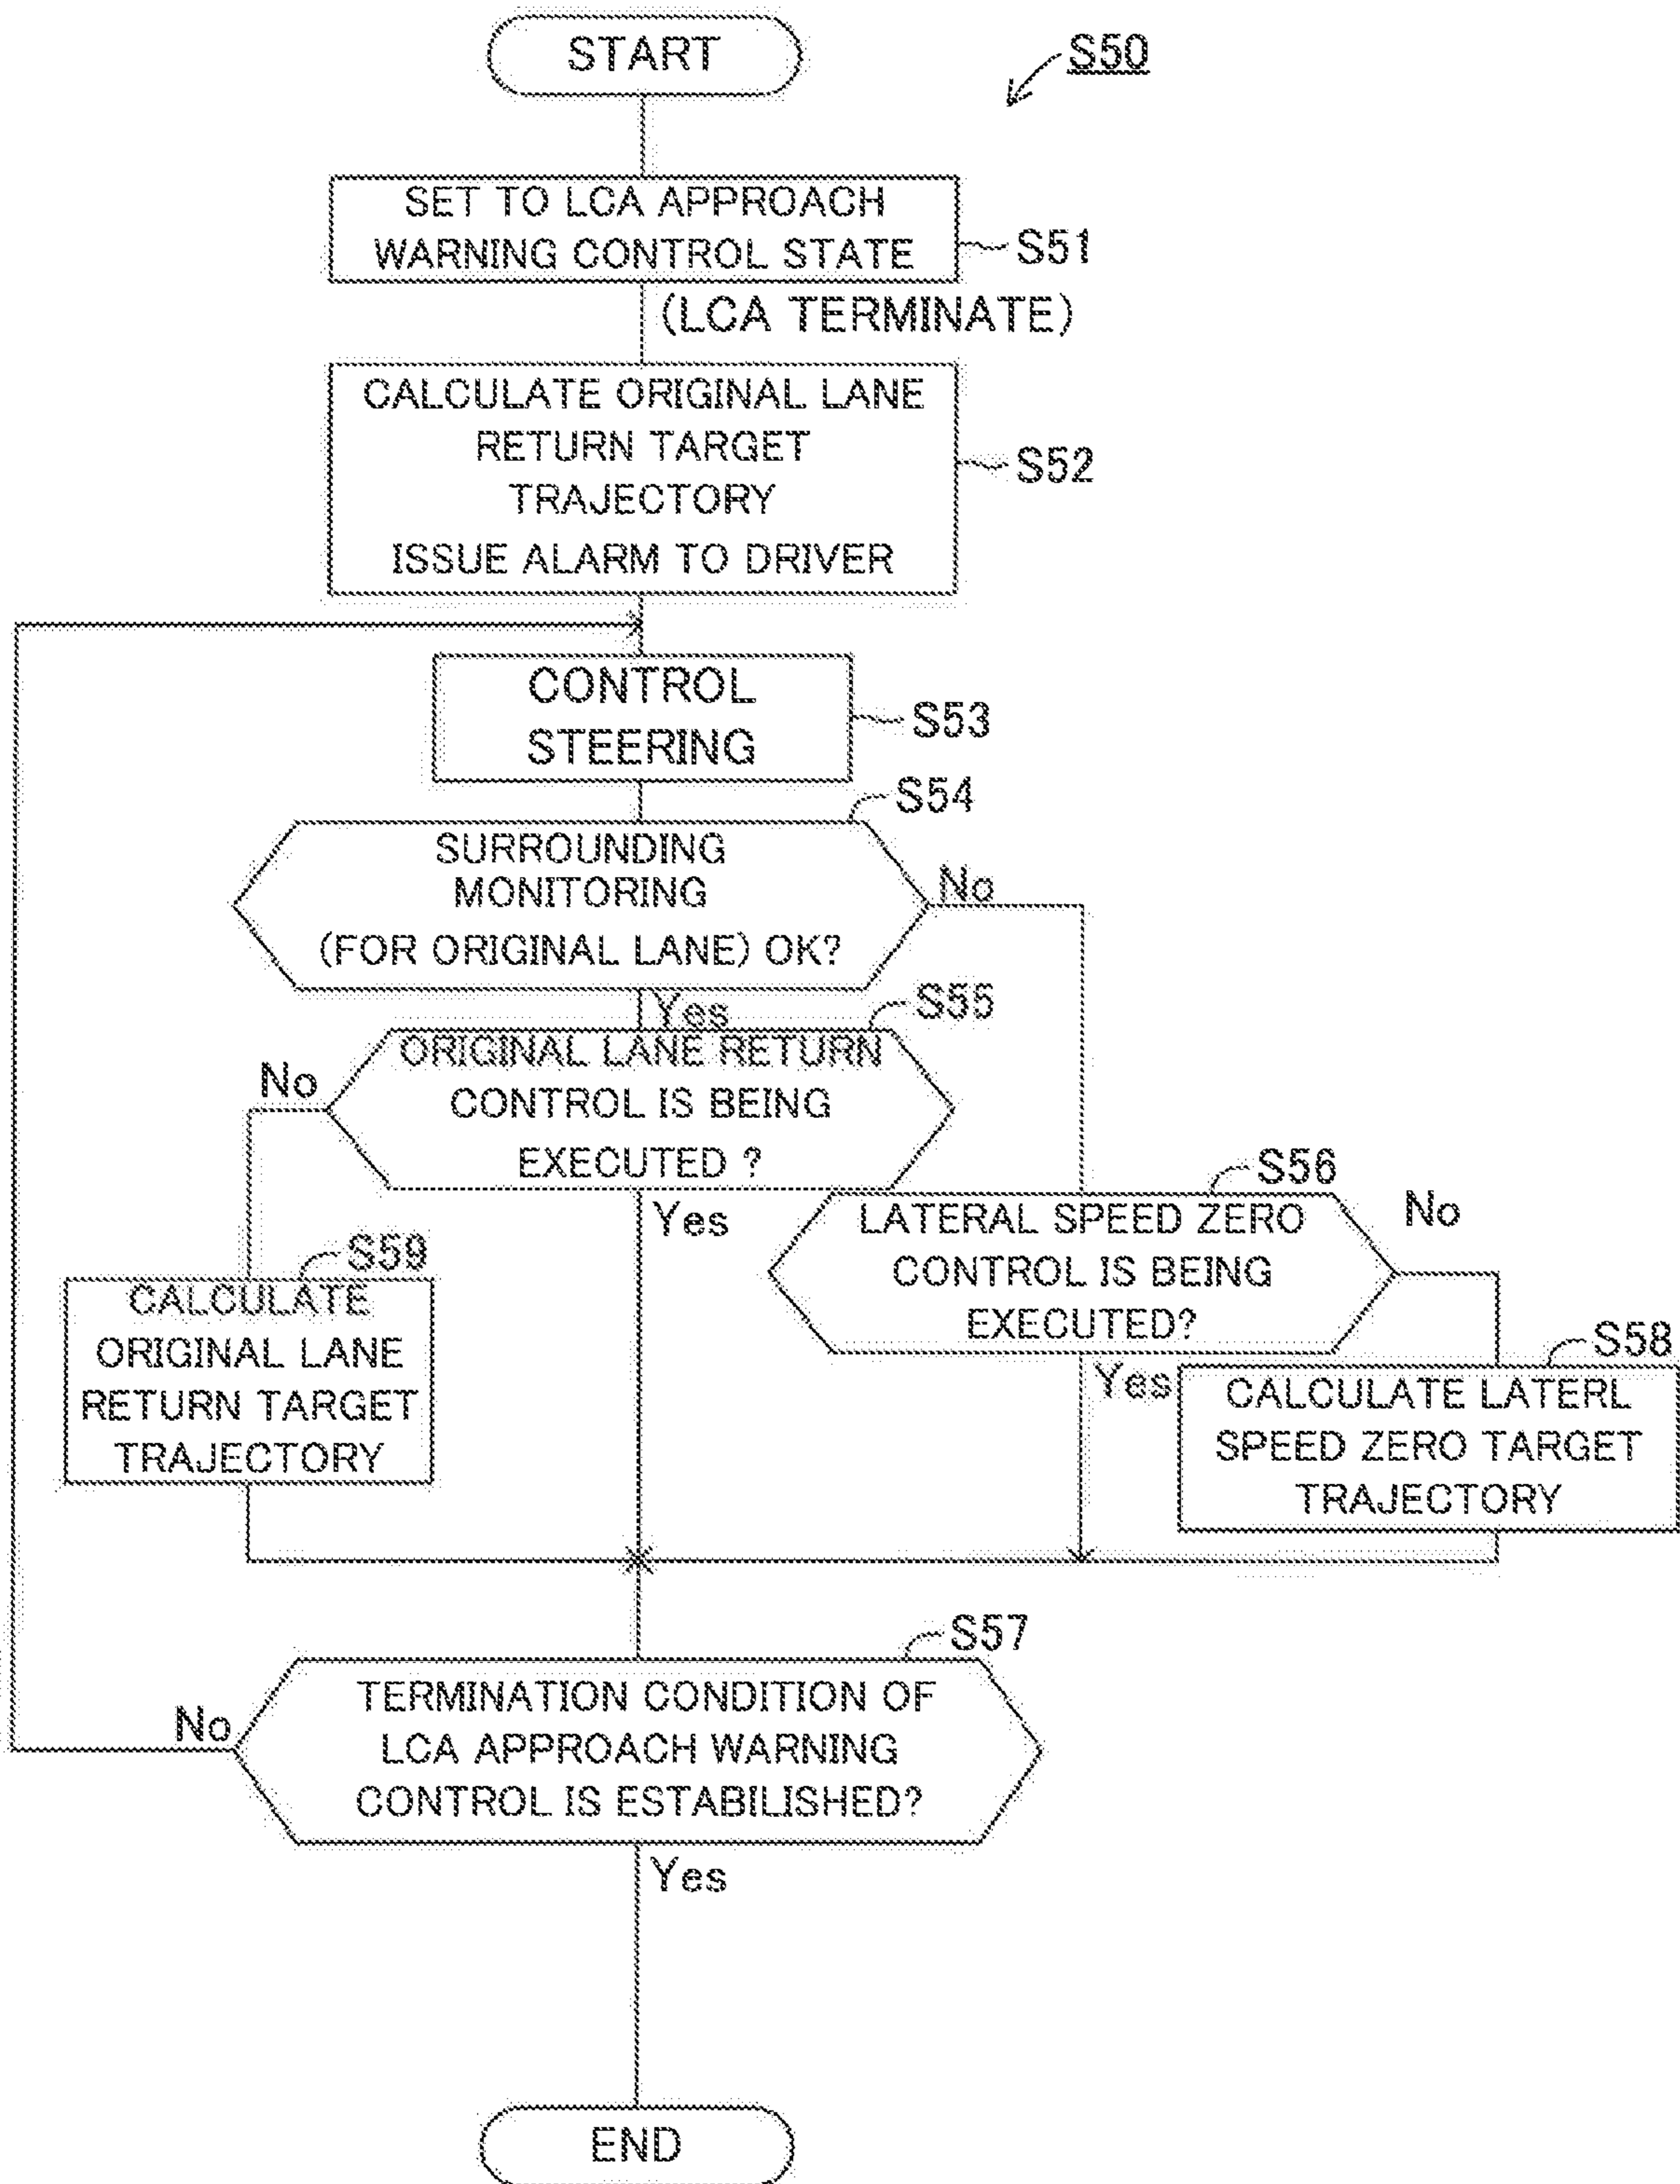 START
S50
SET TO LCA APPROACH
WARNING CONTROL STATE
S51
(LCA TERMINATE)
CALCULATE ORIGINAL LANE
RETURN TARGET
TRAJECTORY
ISSUE ALARM TO DRIVER
S52
CONTROL
STEERING
S53
S54
SURROUNDING
MONITORING
(FOR ORIGINAL LANE) OK?
No
Yes
S55
ORIGINAL LANE RETURN
CONTROL IS BEING
EXECUTED ?
No
Yes
S56
LATERAL SPEED ZERO
CONTROL IS BEING
EXECUTED?
No
Yes
S59
CALCULATE
ORIGINAL LANE
RETURN TARGET
TRAJECTORY
S58
CALCULATE LATERL
SPEED ZERO TARGET
TRAJECTORY
S57
TERMINATION CONDITION OF
LCA APPROACH WARNING
CONTROL IS ESTABILISHED?
No
Yes
END